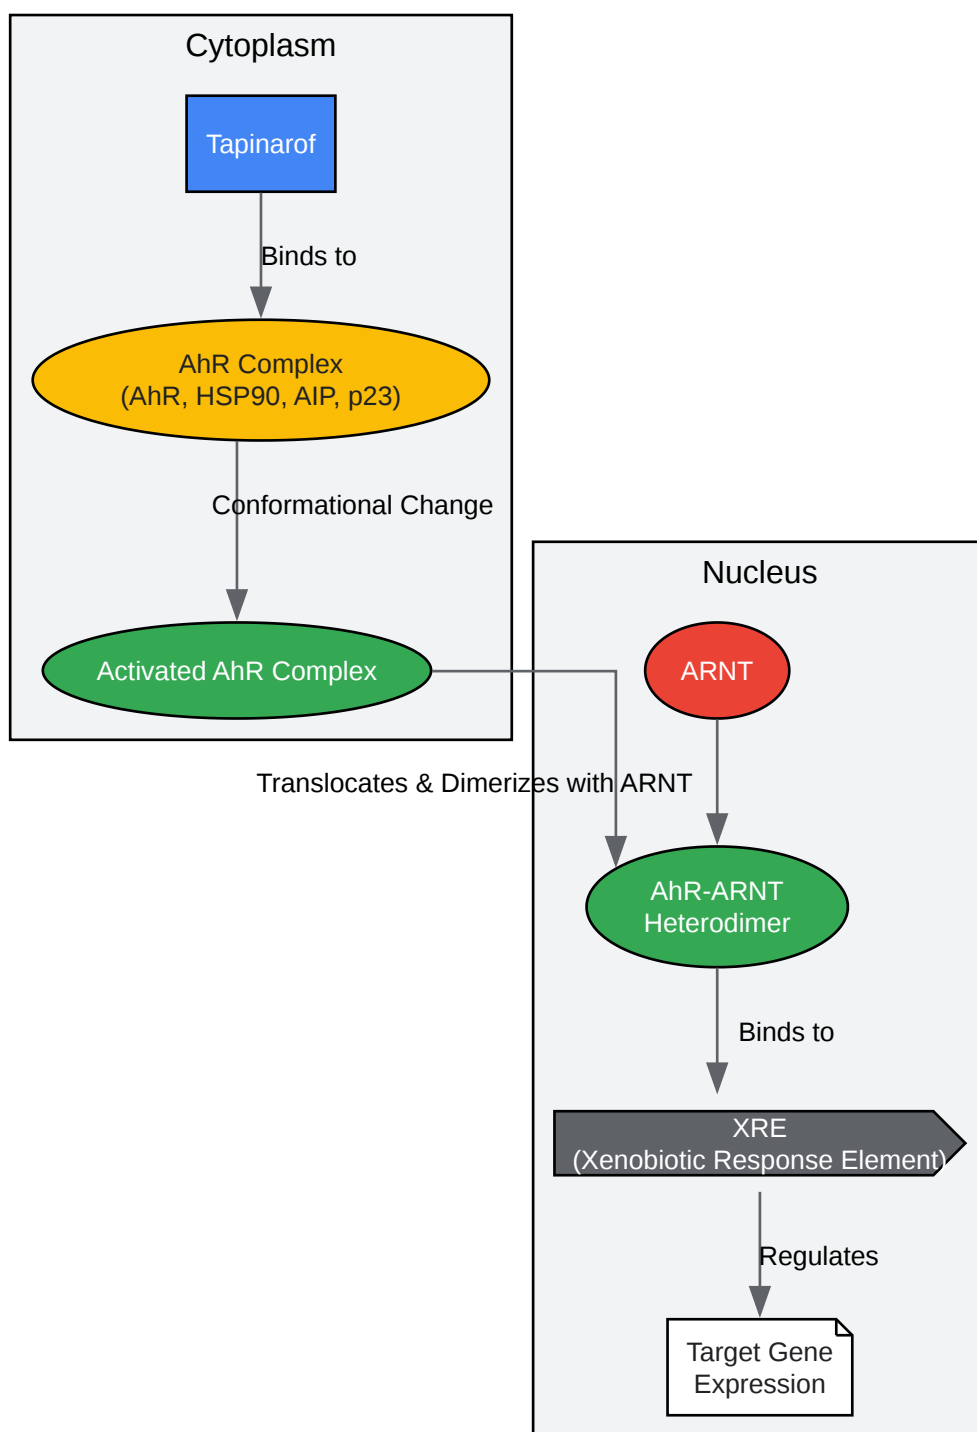 Cytoplasm
Tapinarof
Binds to
AhR Complex
(AhR, HSP90, AIP, p23)
Conformational Change
Activated AhR Complex
Nucleus
ARNT
Translocates & Dimerizes with ARNT
AhR-ARNT
Heterodimer
Binds to
XRE
(Xenobiotic Response Element)
Regulates
Target Gene
Expression